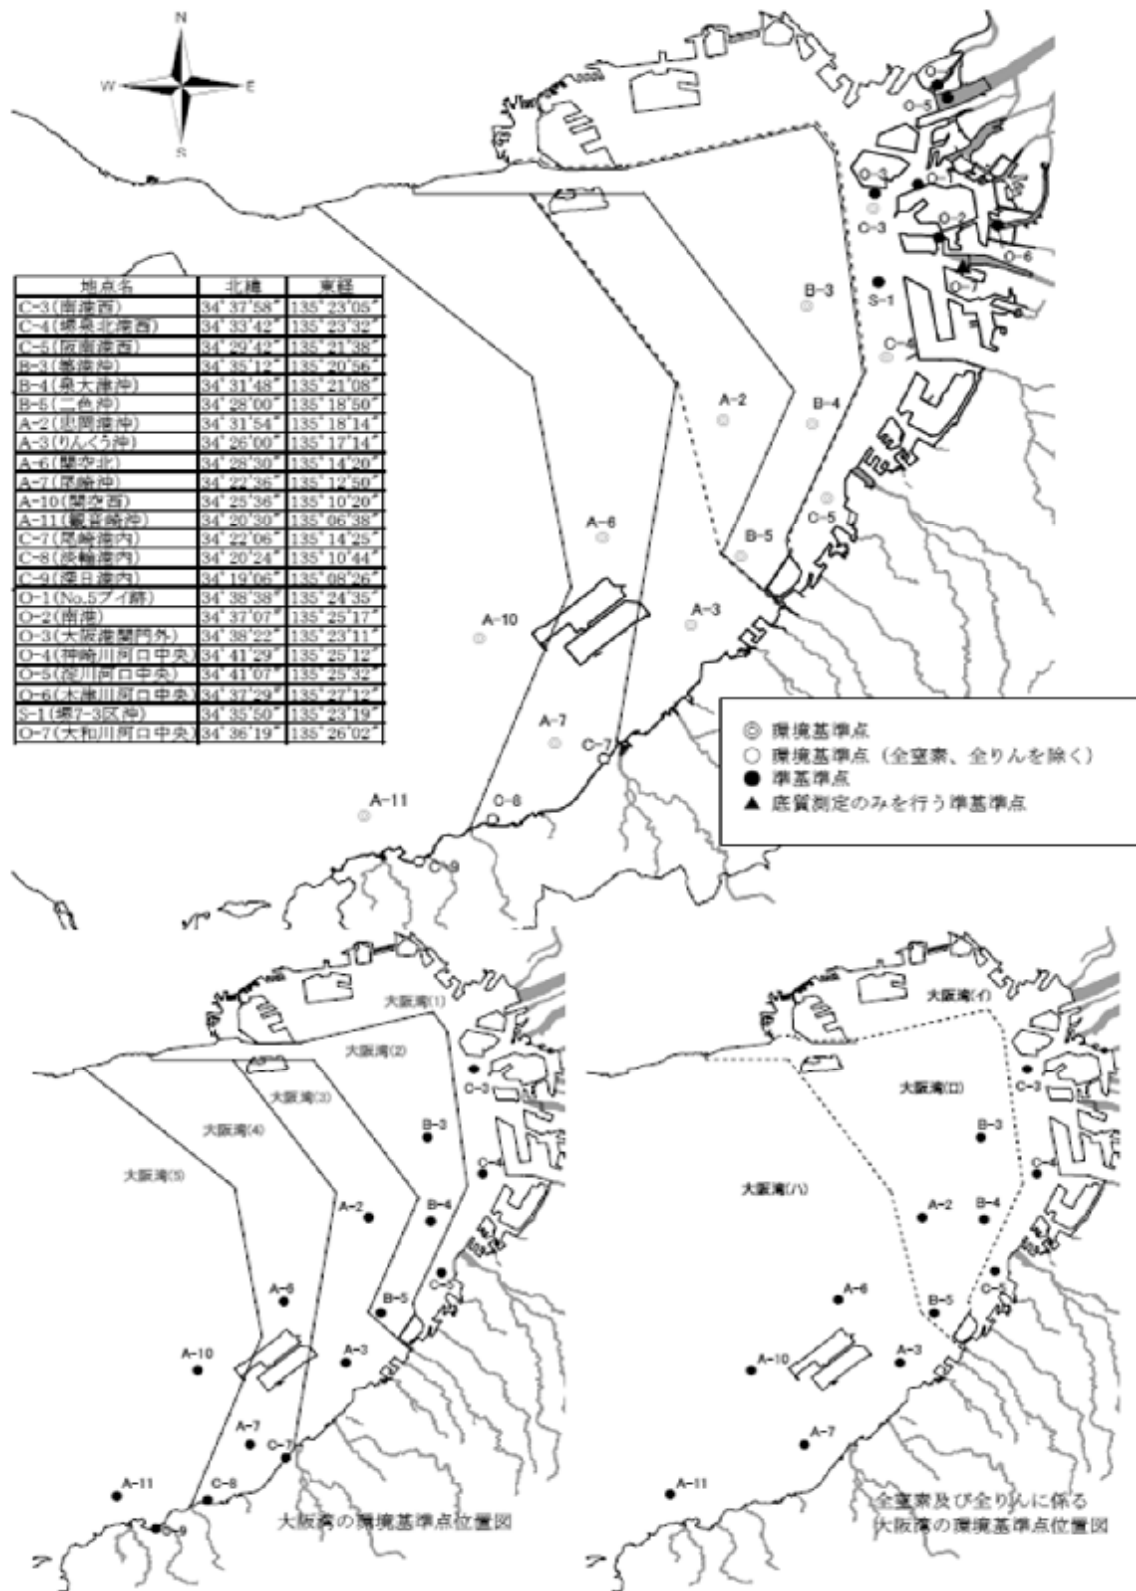 N
W E
S
O-4
O-5
O-3
O-1
C-3
O-2
O-6
O-7
S-1
B-3
C-4
A-2
B-4
C-5
B-5
A-6
A-10
A-3
A-7
C-7
C-8
A-11
C-9
地点名 北緯 東経
C-3(南港西) 34°37′58″ 135°23′05″
C-4(堺泉北港西) 34°33′42″ 135°23′32″
C-5(阪南港西) 34°29′42″ 135°21′38″
B-3(堺港沖) 34°35′12″ 135°20′56″
B-4(泉大津沖) 34°31′48″ 135°21′08″
B-5(二色沖) 34°28′00″ 135°18′50″
A-2(忠岡港沖) 34°31′54″ 135°18′14″
A-3(りんくう沖) 34°26′00″ 135°17′14″
A-6(関空北) 34°28′30″ 135°14′20″
A-7(尾崎沖) 34°22′36″ 135°12′50″
A-10(関空西) 34°25′36″ 135°10′20″
A-11(観音崎沖) 34°20′30″ 135°06′38″
C-7(尾崎港内) 34°22′06″ 135°14′25″
C-8(淡輪港内) 34°20′24″ 135°10′44″
C-9(深日港内) 34°19′06″ 135°08′26″
O-1(No.5ブイ跡) 34°38′38″ 135°24′35″
O-2(南港) 34°37′07″ 135°25′17″
O-3(大阪港関門外) 34°38′22″ 135°23′11″
O-4(神崎川河口中央) 34°41′29″ 135°25′12″
O-5(淀川河口中央) 34°41′07″ 135°25′32″
O-6(木津川河口中央) 34°37′29″ 135°27′12″
S-1(堺7-3区沖) 34°35′50″ 135°23′19″
O-7(大和川河口中央) 34°36′19″ 135°26′02″
◎ 環境基準点
○ 環境基準点（全窒素、全りんを除く）
● 準基準点
▲ 底質測定のみを行う準基準点
大阪湾(1)
大阪湾(2)
大阪湾(3)
大阪湾(4)
大阪湾(5)
C-3
B-3
C-4
A-2
B-4
C-5
A-6
B-5
A-10
A-3
A-7
C-7
A-11
C-8
C-9
大阪湾の環境基準点位置図
大阪湾(イ)
大阪湾(ロ)
大阪湾(ハ)
C-3
B-3
C-4
A-2
B-4
C-5
A-6
B-5
A-10
A-3
A-7
A-11
全窒素及び全りんに係る
大阪湾の環境基準点位置図